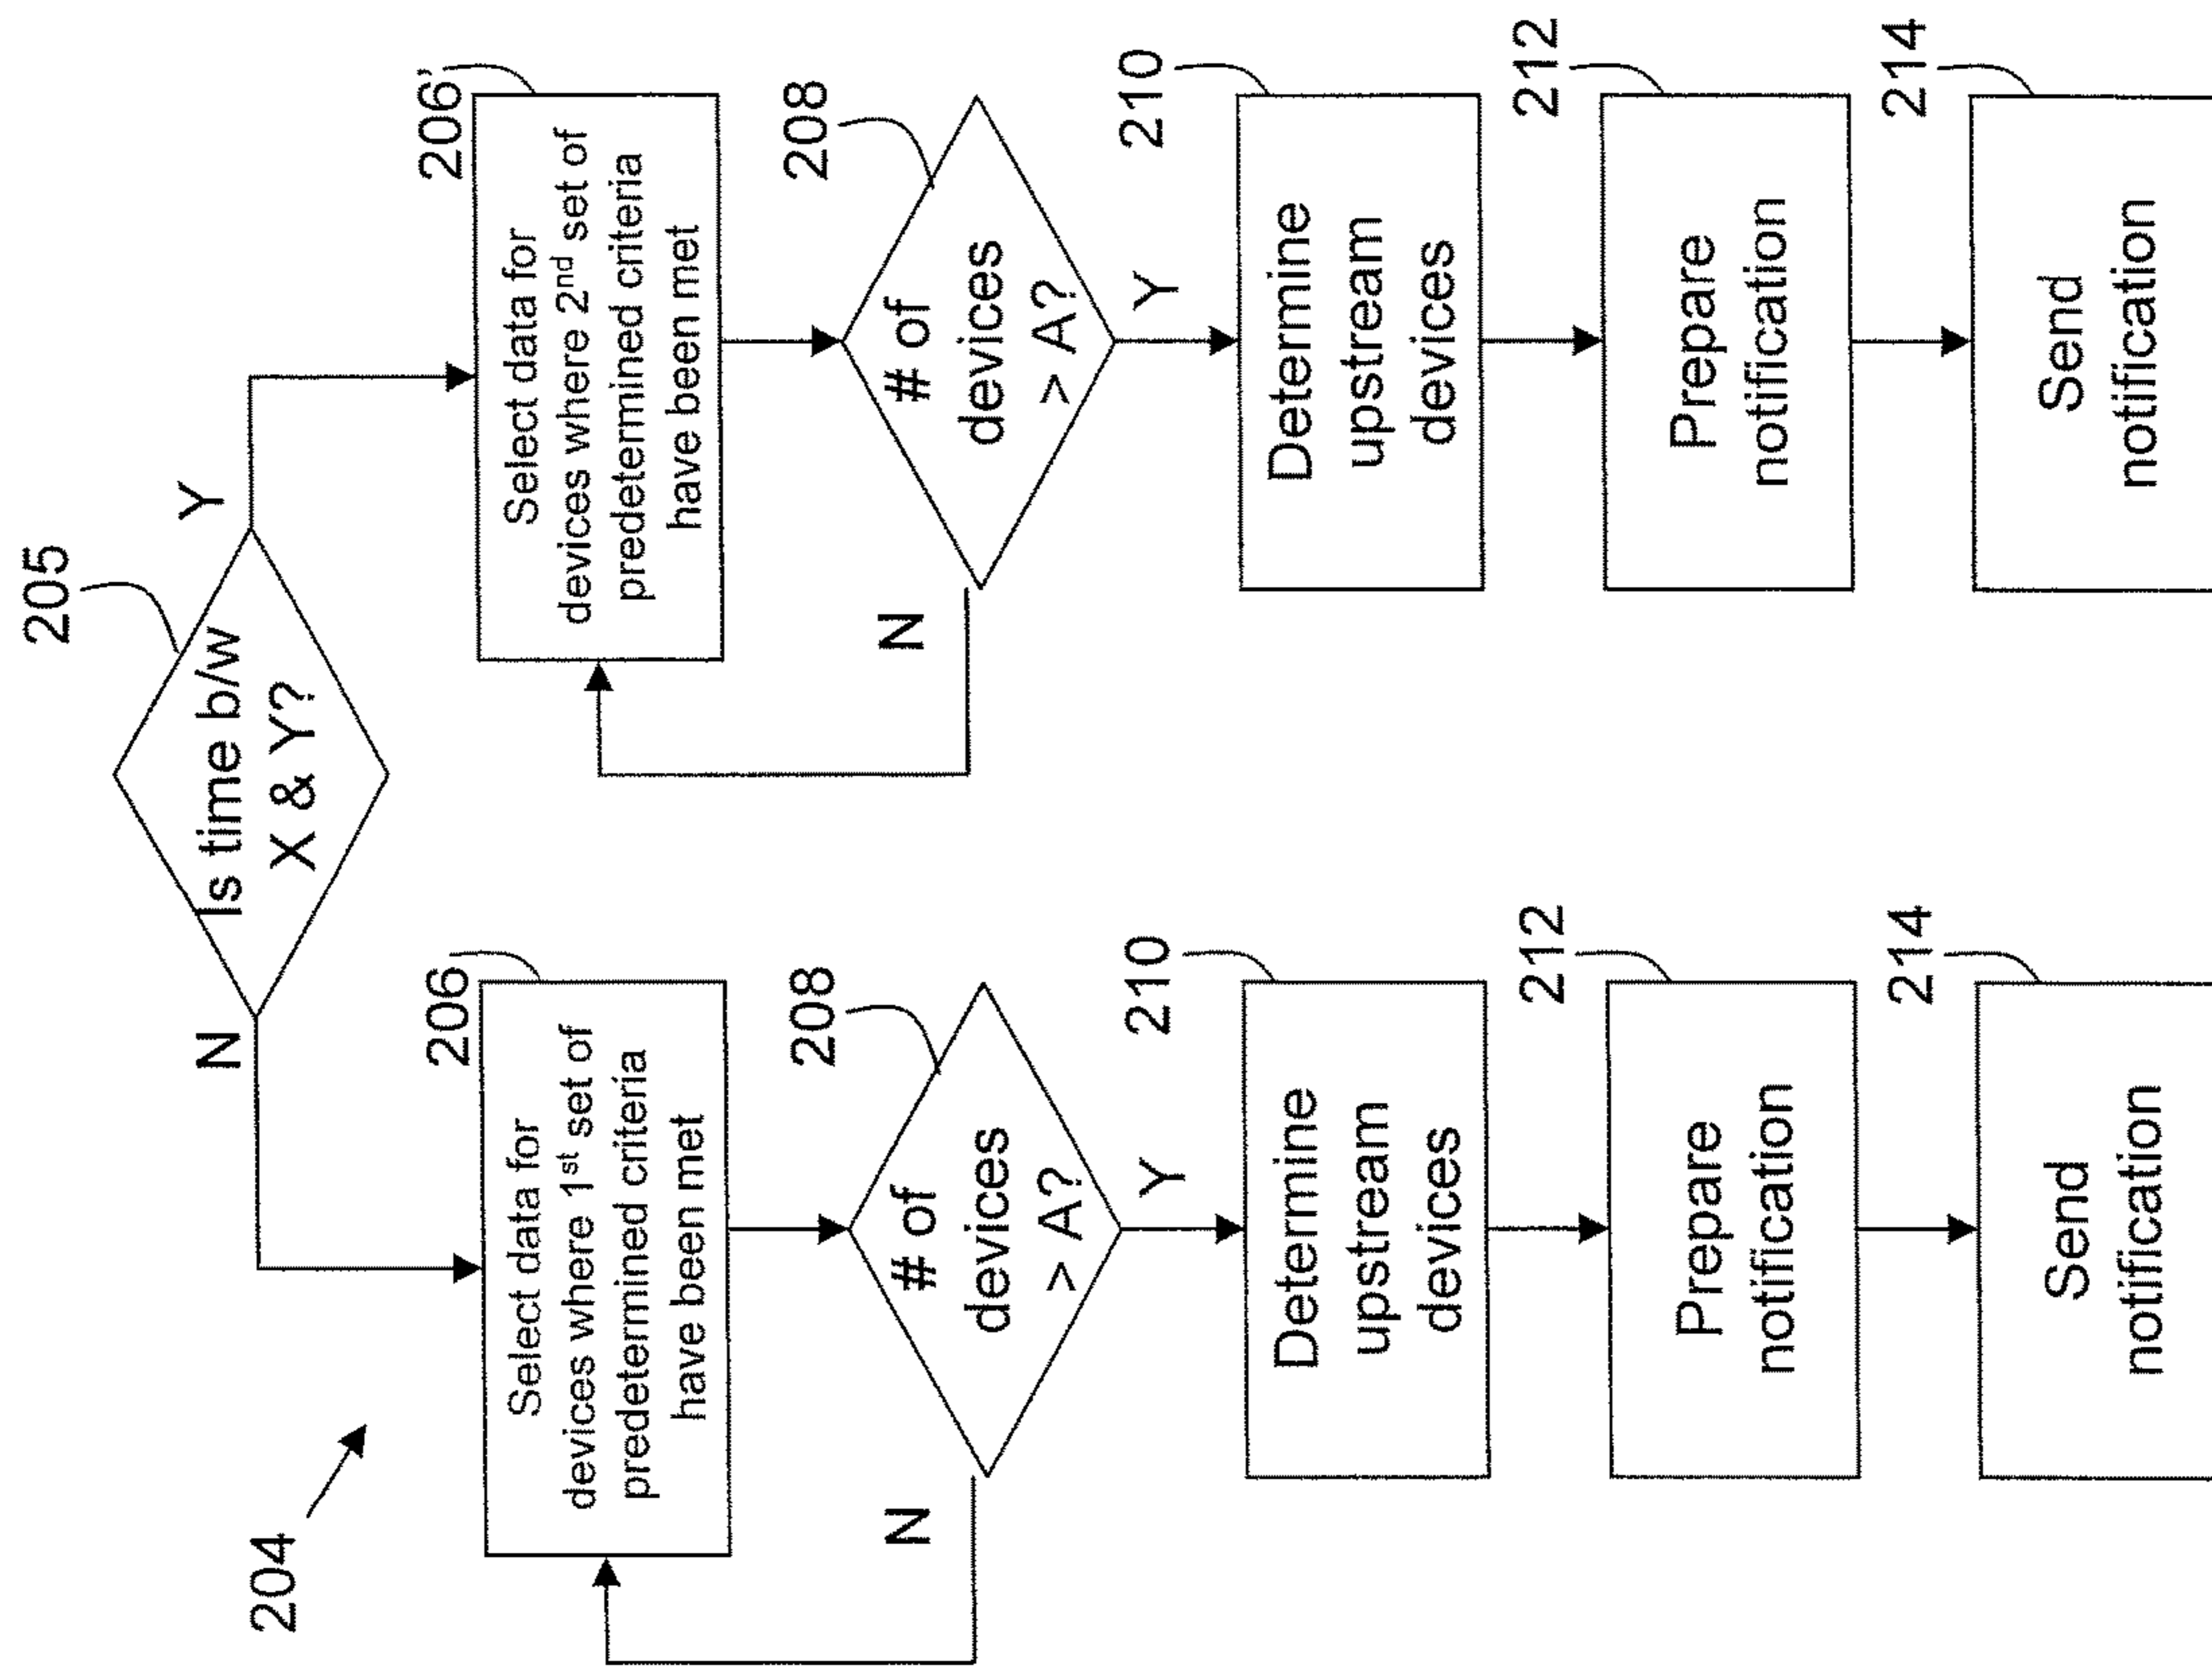 204
205
Is time b/w
X & Y?
N
Y
206
Select data for
devices where 1st set of
predetermined criteria
have been met
208
# of
devices
> A?
N
Y
210
Determine
upstream
devices
212
Prepare
notification
214
Send
notification
206'
Select data for
devices where 2nd set of
predetermined criteria
have been met
208
# of
devices
> A?
N
Y
210
Determine
upstream
devices
212
Prepare
notification
214
Send
notification